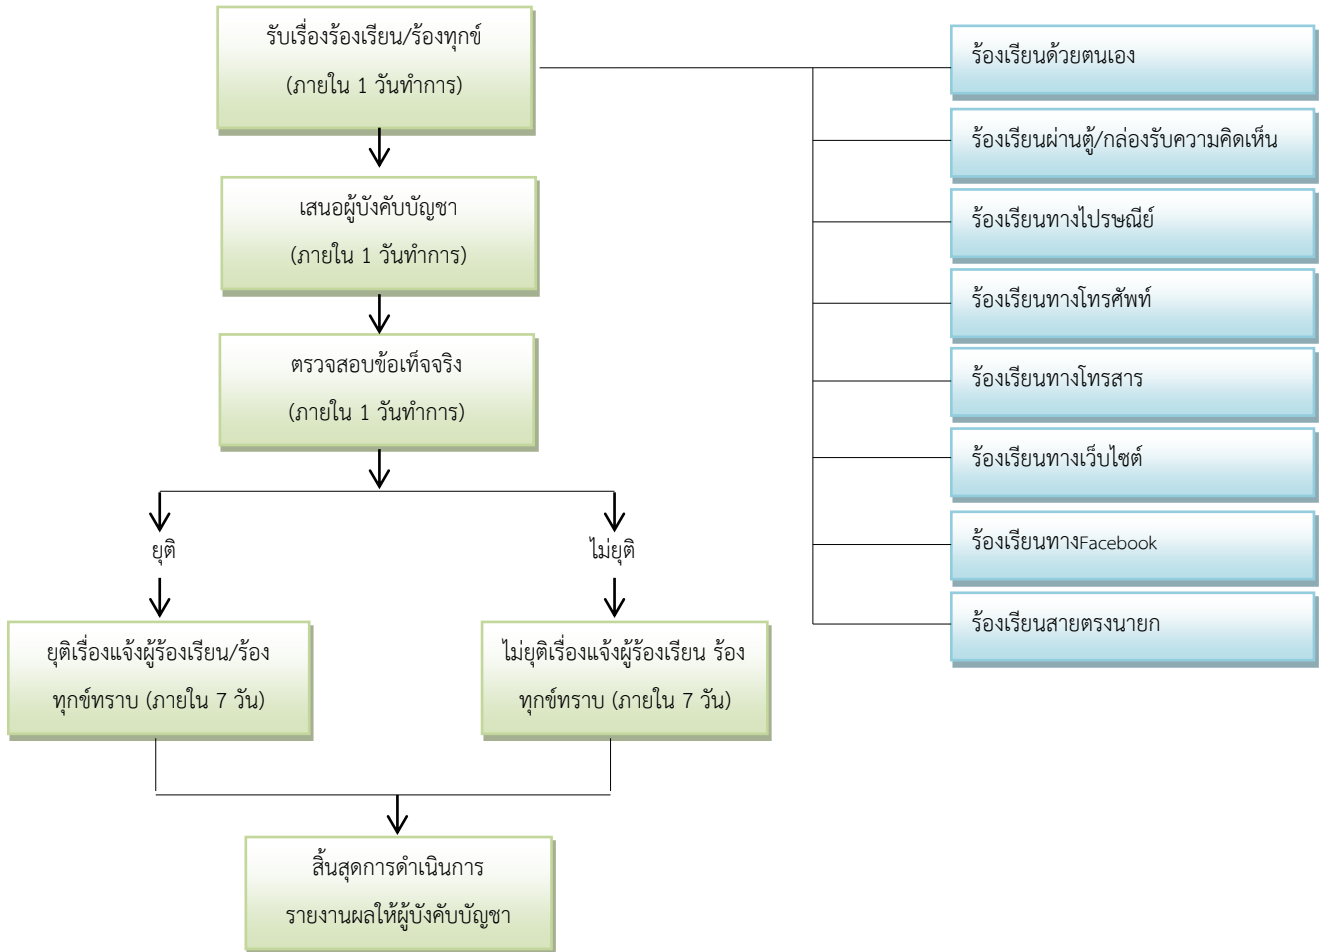 รับเรื่องร้องเรียน/ร้องทุกข์
(ภายใน 1 วันทำการ)
เสนอผู้บังคับบัญชา
(ภายใน 1 วันทำการ)
ตรวจสอบข้อเท็จจริง
(ภายใน 1 วันทำการ)
ยุติ
ไม่ยุติ
ยุติเรื่องแจ้งผู้ร้องเรียน/ร้อง
ทุกข์ทราบ (ภายใน 7 วัน)
ไม่ยุติเรื่องแจ้งผู้ร้องเรียน ร้อง
ทุกข์ทราบ (ภายใน 7 วัน)
สิ้นสุดการดำเนินการ
รายงานผลให้ผู้บังคับบัญชา
ร้องเรียนด้วยตนเอง
ร้องเรียนผ่านตู้/กล่องรับความคิดเห็น
ร้องเรียนทางไปรษณีย์
ร้องเรียนทางโทรศัพท์
ร้องเรียนทางโทรสาร
ร้องเรียนทางเว็บไซต์
ร้องเรียนทางFacebook
ร้องเรียนสายตรงนายก